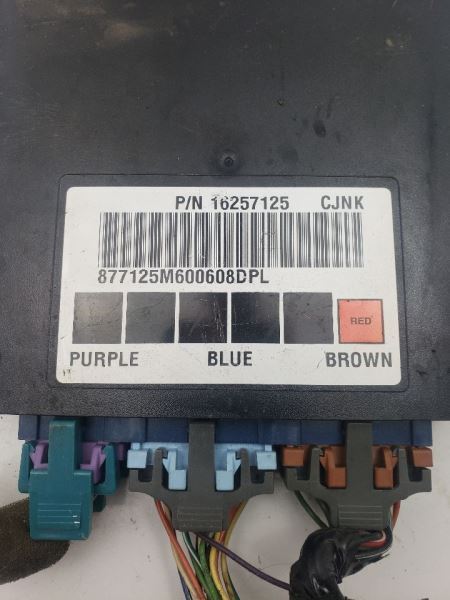 P/N 16257125 CJNK
877125M600608DPL
RED
PURPLE BLUE BROWN